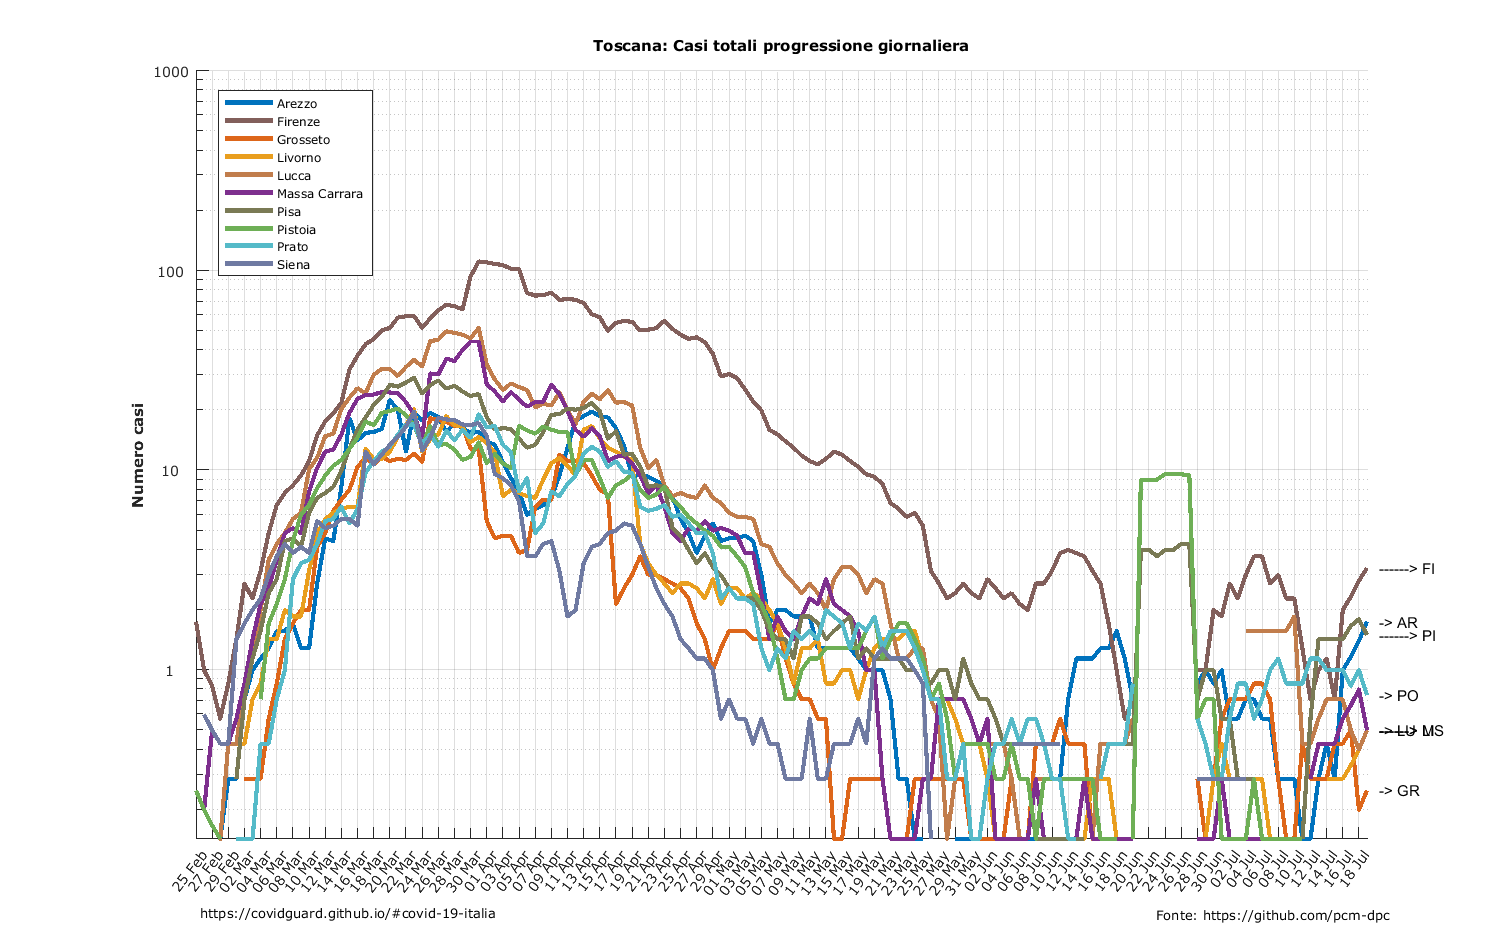 Toscana: Casi totali progressione giornaliera
1000
100
10
1
Numero casi
Arezzo
Firenze
Grosseto
Livorno
Lucca
Massa Carrara
Pisa
Pistoia
Prato
Siena
------> FI
-> AR
------> PI
-> PO
-> LU MS
-> GR
25 Feb
27 Feb
29 Feb
02 Mar
04 Mar
06 Mar
08 Mar
10 Mar
12 Mar
14 Mar
16 Mar
18 Mar
20 Mar
22 Mar
24 Mar
26 Mar
28 Mar
30 Mar
01 Apr
03 Apr
05 Apr
07 Apr
09 Apr
11 Apr
13 Apr
15 Apr
17 Apr
19 Apr
21 Apr
23 Apr
25 Apr
27 Apr
29 Apr
01 May
03 May
05 May
07 May
09 May
11 May
13 May
15 May
17 May
19 May
21 May
23 May
25 May
27 May
29 May
31 May
02 Jun
04 Jun
06 Jun
08 Jun
10 Jun
12 Jun
14 Jun
16 Jun
18 Jun
20 Jun
22 Jun
24 Jun
26 Jun
28 Jun
30 Jun
02 Jul
04 Jul
06 Jul
08 Jul
10 Jul
12 Jul
14 Jul
16 Jul
18 Jul
https://covidguard.github.io/#covid-19-italia
Fonte: https://github.com/pcm-dpc